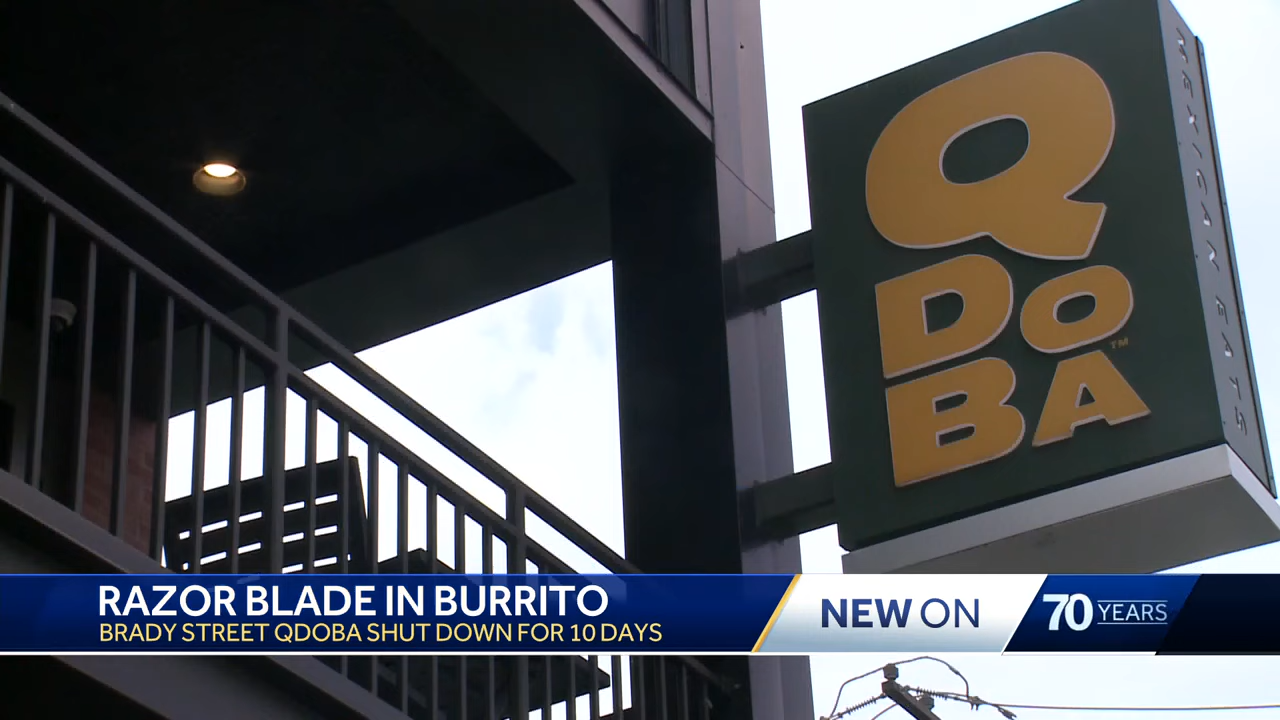 Q
DO
BA™
MEXICAN EATS
RAZOR BLADE IN BURRITO
BRADY STREET QDOBA SHUT DOWN FOR 10 DAYS
NEW ON
70 YEARS